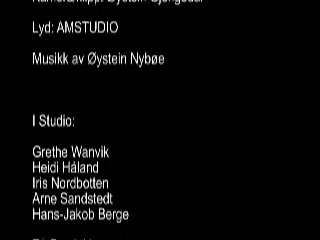 Lyd: AMSTUDIO
Musikk av Øystein Nybøe
I Studio:
Grethe Wanvik
Heidi Håland
Iris Nordbotten
Arne Sandstedt
Hans-Jakob Berge